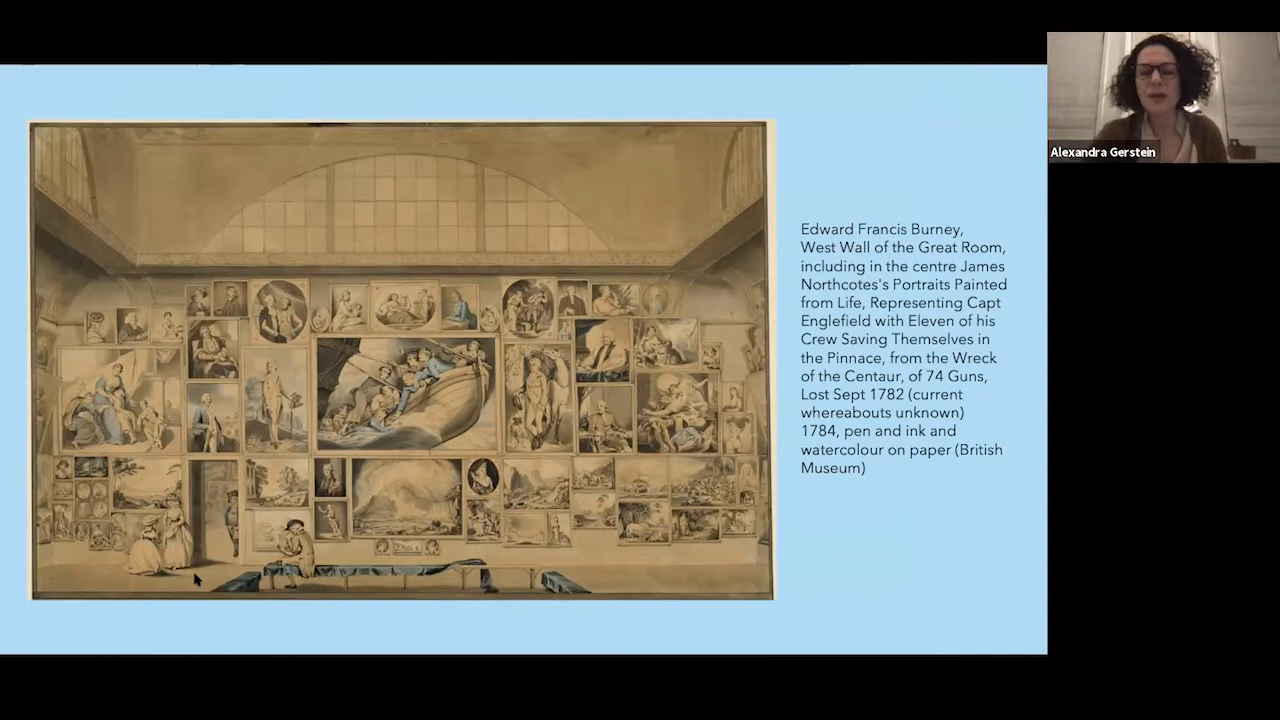 Alexandra Gerstein
Edward Francis Burney,
West Wall of the Great Room,
including in the centre James
Northcotes's Portraits Painted
from Life, Representing Capt
Englefield with Eleven of his
Crew Saving Themselves in
the Pinnace, from the Wreck
of the Centaur, of 74 Guns,
Lost Sept 1782 (current
whereabouts unknown)
1784, pen and ink and
watercolour on paper (British
Museum)